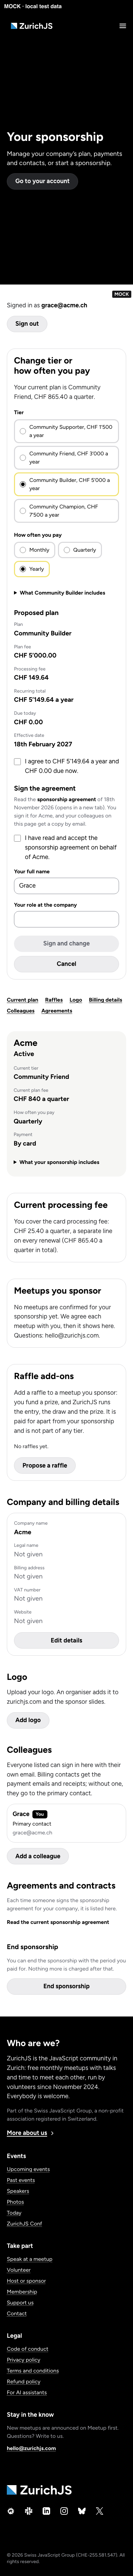 MOCK · local test data
ZurichJS
Your sponsorship
Manage your company's plan, payments
and contacts, or start a sponsorship.
Go to your account
MOCK
Signed in as grace@acme.ch
Sign out
Change tier or
how often you pay
Your current plan is Community
Friend, CHF 865.40 a quarter.
Tier
Community Supporter, CHF 1'500
a year
Community Friend, CHF 3'000 a
year
Community Builder, CHF 5'000 a
year
Community Champion, CHF
7'500 a year
How often you pay
Monthly
Quarterly
Yearly
What Community Builder includes
Proposed plan
Plan
Community Builder
Plan fee
CHF 5'000.00
Processing fee
CHF 149.64
Recurring total
CHF 5'149.64 a year
Due today
CHF 0.00
Effective date
18th February 2027
I agree to CHF 5'149.64 a year and
CHF 0.00 due now.
Sign the agreement
Read the sponsorship agreement of 18th
November 2026 (opens in a new tab). You
sign it for Acme, and your colleagues on
this page get a copy by email.
I have read and accept the
sponsorship agreement on behalf
of Acme.
Your full name
Grace
Your role at the company
Sign and change
Cancel
Current plan
Raffles
Logo
Billing details
Colleagues
Agreements
Acme
Active
Current tier
Community Friend
Current plan fee
CHF 840 a quarter
How often you pay
Quarterly
Payment
By card
What your sponsorship includes
Current processing fee
You cover the card processing fee:
CHF 25.40 a quarter, a separate line
on every renewal (CHF 865.40 a
quarter in total).
Meetups you sponsor
No meetups are confirmed for your
sponsorship yet. We agree each
meetup with you, then it shows here.
Questions: hello@zurichjs.com.
Raffle add-ons
Add a raffle to a meetup you sponsor:
you fund a prize, and ZurichJS runs
the entry, the draw and the prize. It is
paid for apart from your sponsorship
and is not part of any tier.
No raffles yet.
Propose a raffle
Company and billing details
Company name
Acme
Legal name
Not given
Billing address
Not given
VAT number
Not given
Website
Not given
Edit details
Logo
Upload your logo. An organiser adds it to
zurichjs.com and the sponsor slides.
Add logo
Colleagues
Everyone listed can sign in here with their
own email. Billing contacts get the
payment emails and receipts; without one,
they go to the primary contact.
Grace You
Primary contact
grace@acme.ch
Add a colleague
Agreements and contracts
Each time someone signs the sponsorship
agreement for your company, it is listed here.
Read the current sponsorship agreement
End sponsorship
You can end the sponsorship with the period you
paid for. Nothing more is charged after that.
End sponsorship
Who are we?
ZurichJS is the JavaScript community in
Zurich: free monthly meetups with talks
and time to meet each other, run by
volunteers since November 2024.
Everybody is welcome.
Part of the Swiss JavaScript Group, a non-profit
association registered in Switzerland.
More about us
Events
Upcoming events
Past events
Speakers
Photos
Today
ZurichJS Conf
Take part
Speak at a meetup
Volunteer
Host or sponsor
Membership
Support us
Contact
Legal
Code of conduct
Privacy policy
Terms and conditions
Refund policy
For AI assistants
Stay in the know
New meetups are announced on Meetup first.
Questions? Write to us.
hello@zurichjs.com
ZurichJS
© 2026 Swiss JavaScript Group (CHE-255.581.547). All
rights reserved.